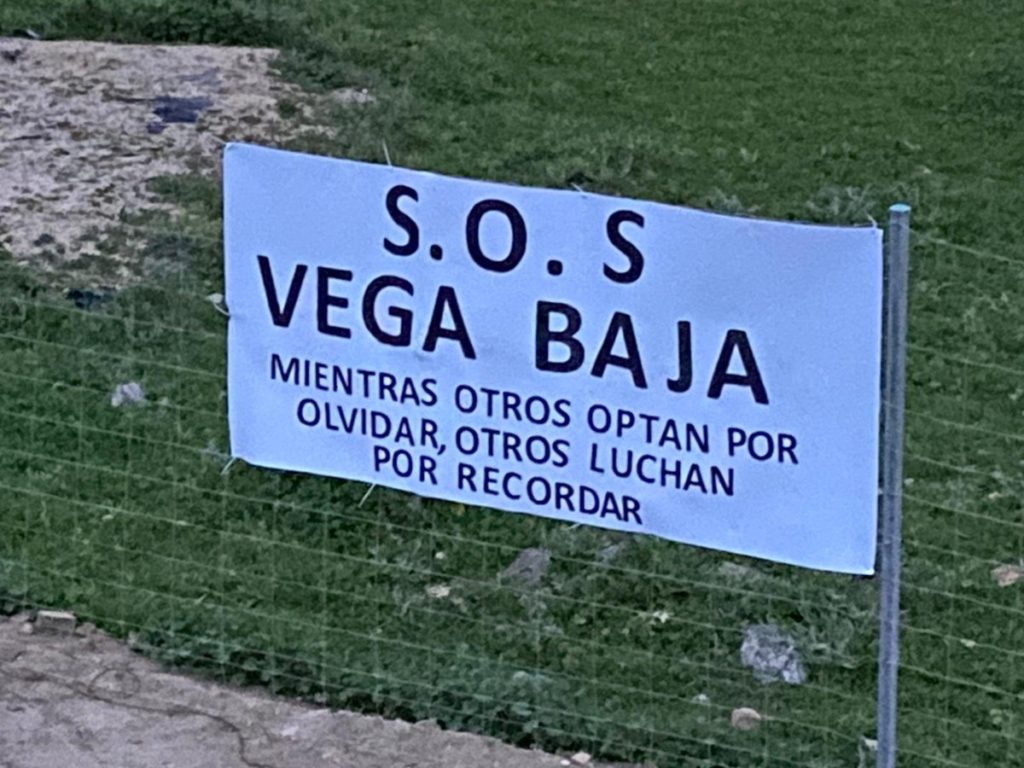 S.O.S
VEGA BAJA
MIENTRAS OTROS OPTAN POR
OLVIDAR, OTROS LUCHAN
POR RECORDAR